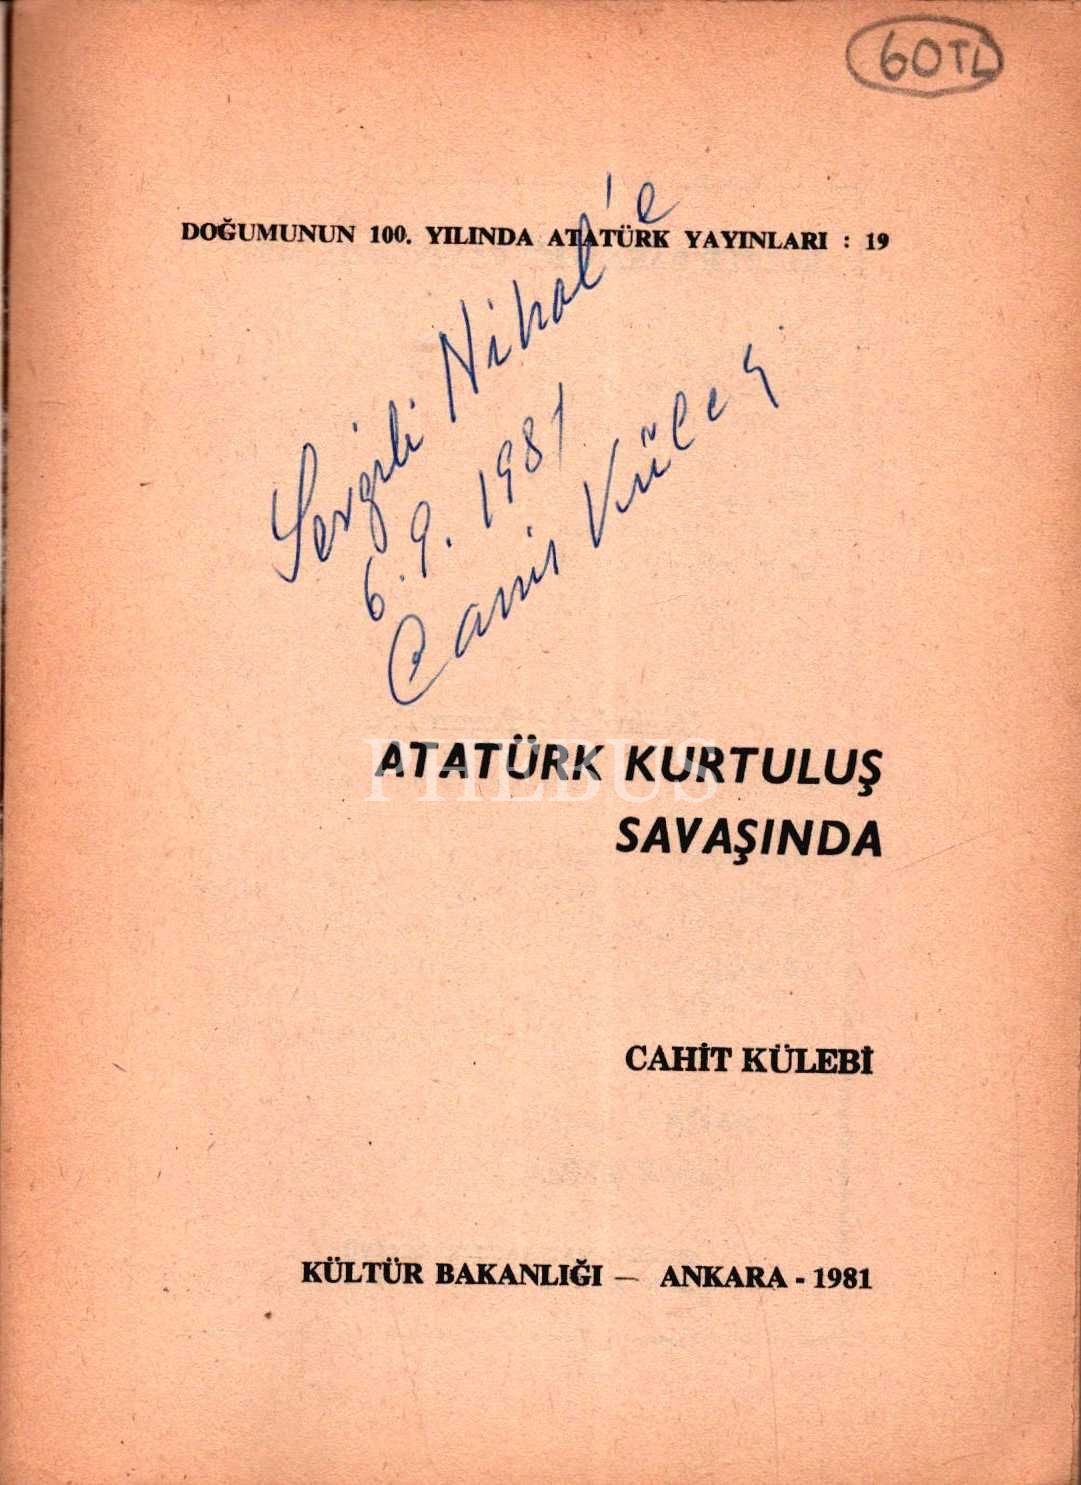 60TL
DOĞUMUNUN 100. YILINDA ATATÜRK YAYINLARI : 19
Sevgili Nihal'e
6.9.1981
Cahit Külebi
PHEBUS
ATATÜRK KURTULUŞ
SAVAŞINDA
CAHİT KÜLEBİ
KÜLTÜR BAKANLIĞI — ANKARA - 1981